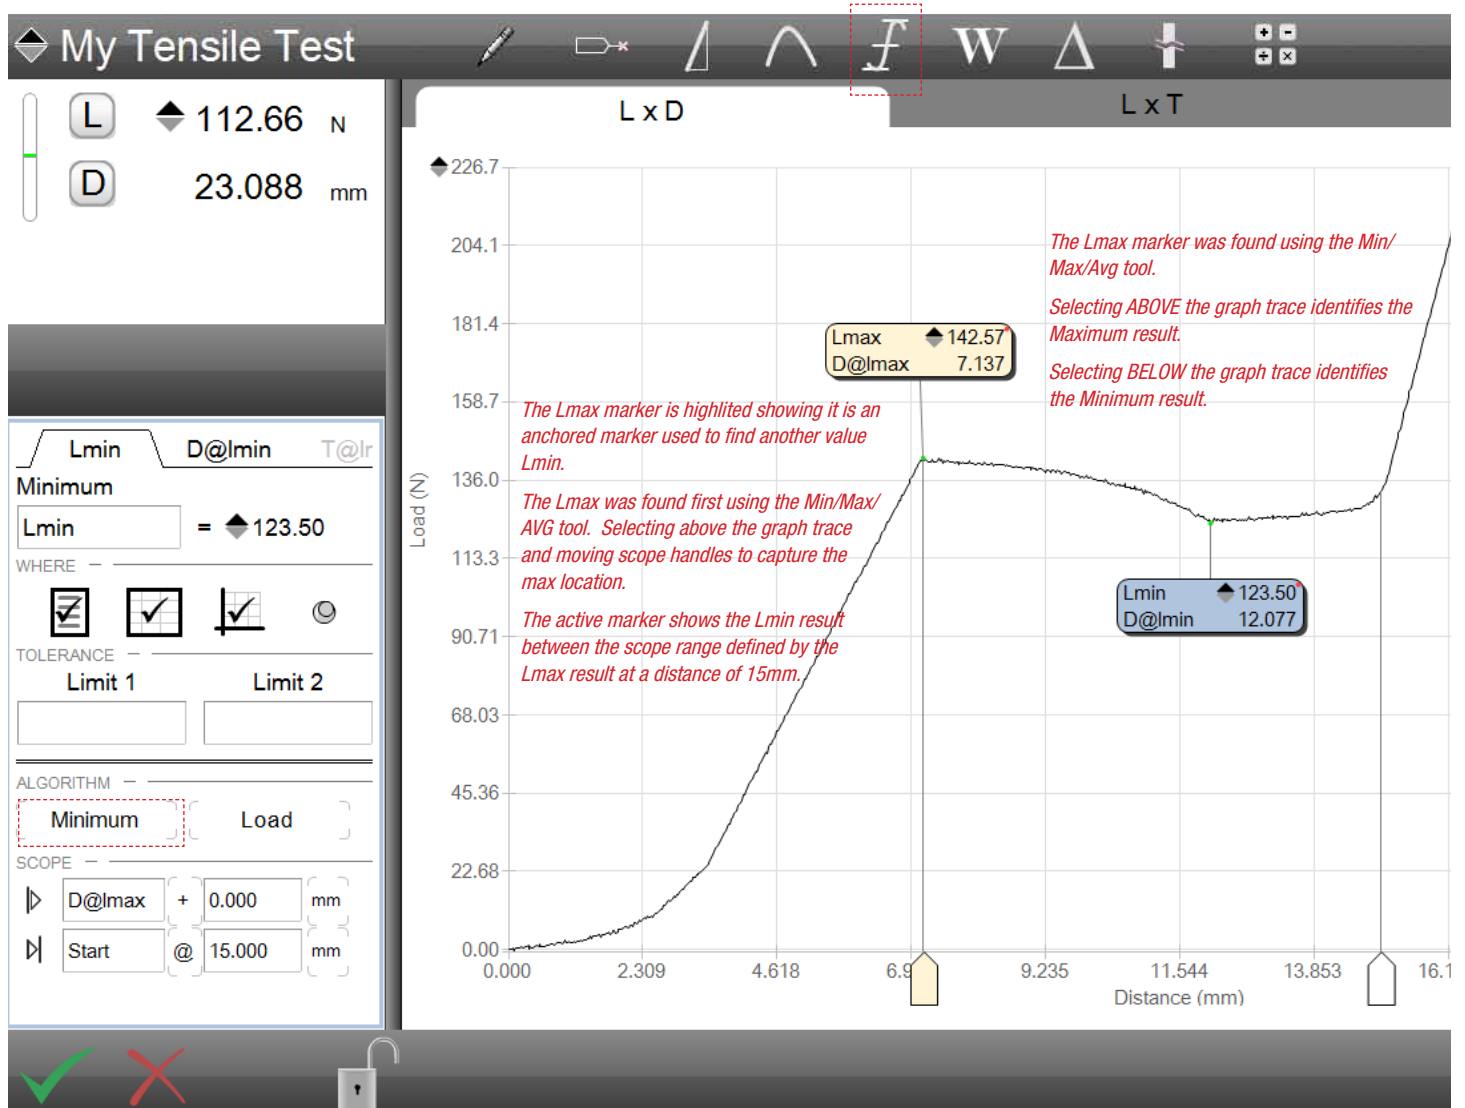 My Tensile Test
W
L 112.66 N
D 23.088 mm
L x D
L x T
226.7
204.1
181.4
158.7
136.0
113.3
90.71
68.03
45.36
22.68
0.00
Load (N)
0.000 2.309 4.618 6.9 9.235 11.544 13.853 16.1
Distance (mm)
The Lmax marker was found using the Min/
Max/Avg tool.
Selecting ABOVE the graph trace identifies the
Maximum result.
Selecting BELOW the graph trace identifies
the Minimum result.
Lmax 142.57
D@lmax 7.137
The Lmax marker is highlited showing it is an
anchored marker used to find another value
Lmin.
The Lmax was found first using the Min/Max/
AVG tool. Selecting above the graph trace
and moving scope handles to capture the
max location.
The active marker shows the Lmin result
between the scope range defined by the
Lmax result at a distance of 15mm.
Lmin 123.50
D@lmin 12.077
Lmin D@lmin T@lr
Minimum
Lmin = 123.50
WHERE
TOLERANCE
Limit 1 Limit 2
ALGORITHM
Minimum Load
SCOPE
D@lmax + 0.000 mm
Start @ 15.000 mm